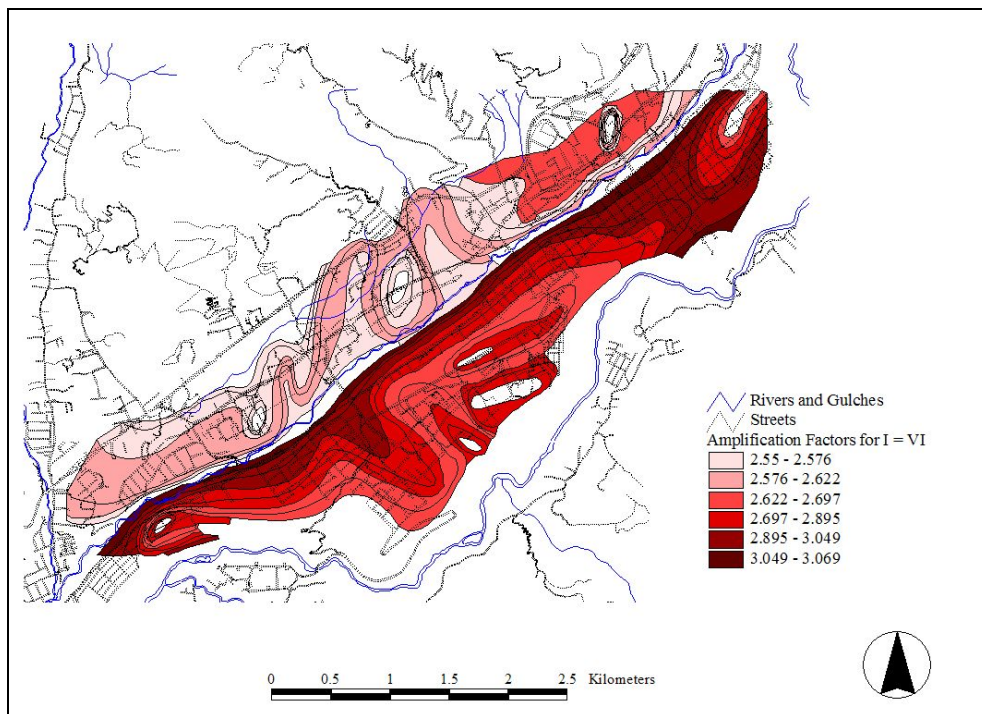 Rivers and Gulches
Streets
Amplification Factors for I = VI
2.55 - 2.576
2.576 - 2.622
2.622 - 2.697
2.697 - 2.895
2.895 - 3.049
3.049 - 3.069
0 0.5 1 1.5 2 2.5 Kilometers